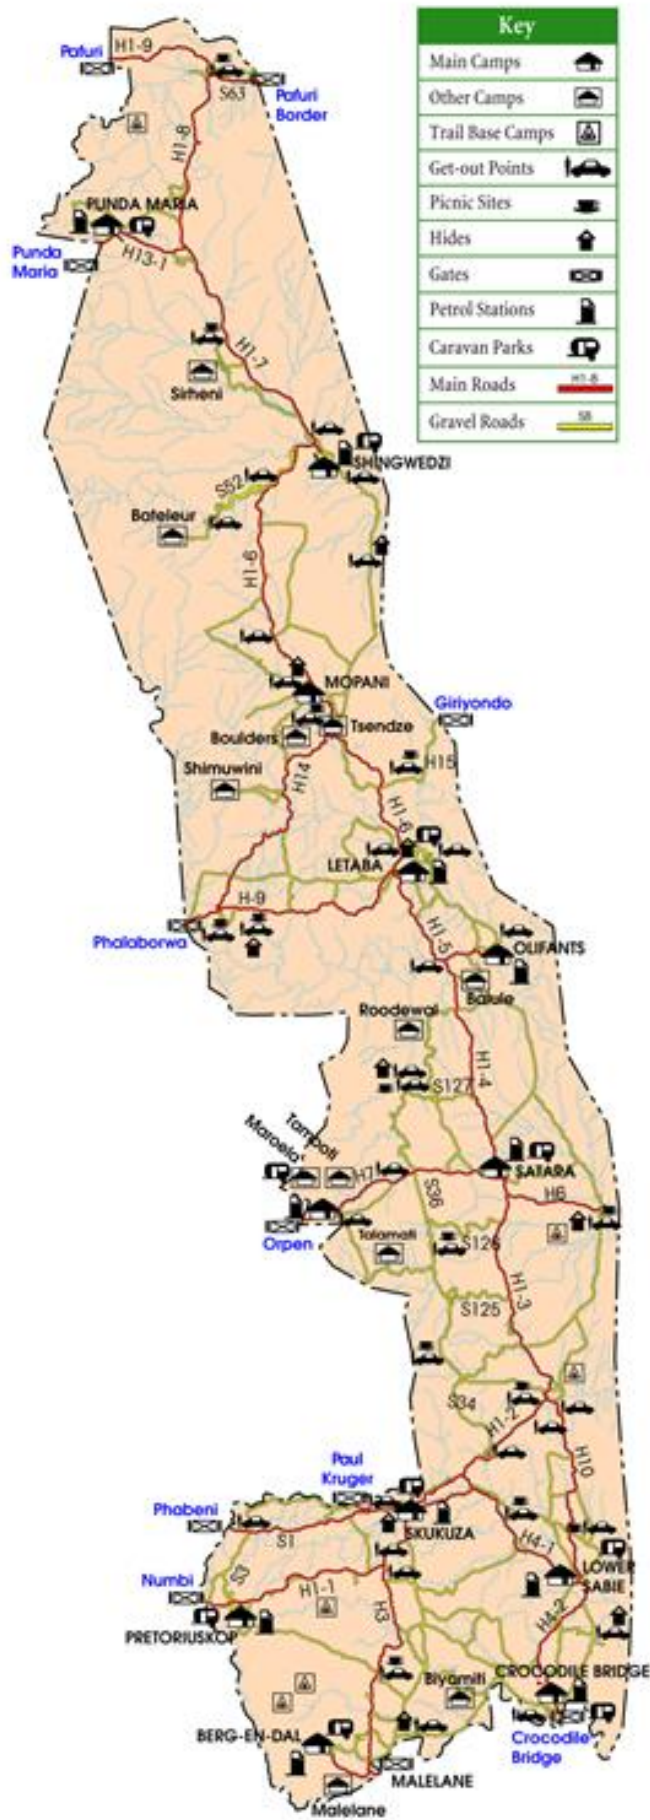 Key
Main Camps
Other Camps
Trail Base Camps
Get-out Points
Picnic Sites
Hides
Gates
Petrol Stations
Caravan Parks
Main Roads H1-8
Gravel Roads S8
Pafuri
H1-9
S63
Pafuri
Border
H1-8
PUNDA MARIA
Punda
Maria
H13-1
H1-7
Sirheni
SHINGWEDZI
S52
Bateleur
H1-6
MOPANI
Giriyondo
Tsendze
Boulders
Shimuwini
H14
H15
H1-6
LETABA
H-9
Phalaborwa
H1-5
OLIFANTS
Balule
Roodewal
H1-4
S127
Tamboti
Maroela
H7
SATARA
S36
H6
Orpen
Talamati
S126
H1-3
S125
S34
H1-2
H10
Paul
Kruger
Phabeni
S1
SKUKUZA
H4-1
LOWER
SABIE
S3
Numbi
H1-1
H3
PRETORIUSKOP
H4-2
Biyamiti
CROCODILE BRIDGE
BERG-EN-DAL
Crocodile
Bridge
MALELANE
Malelane